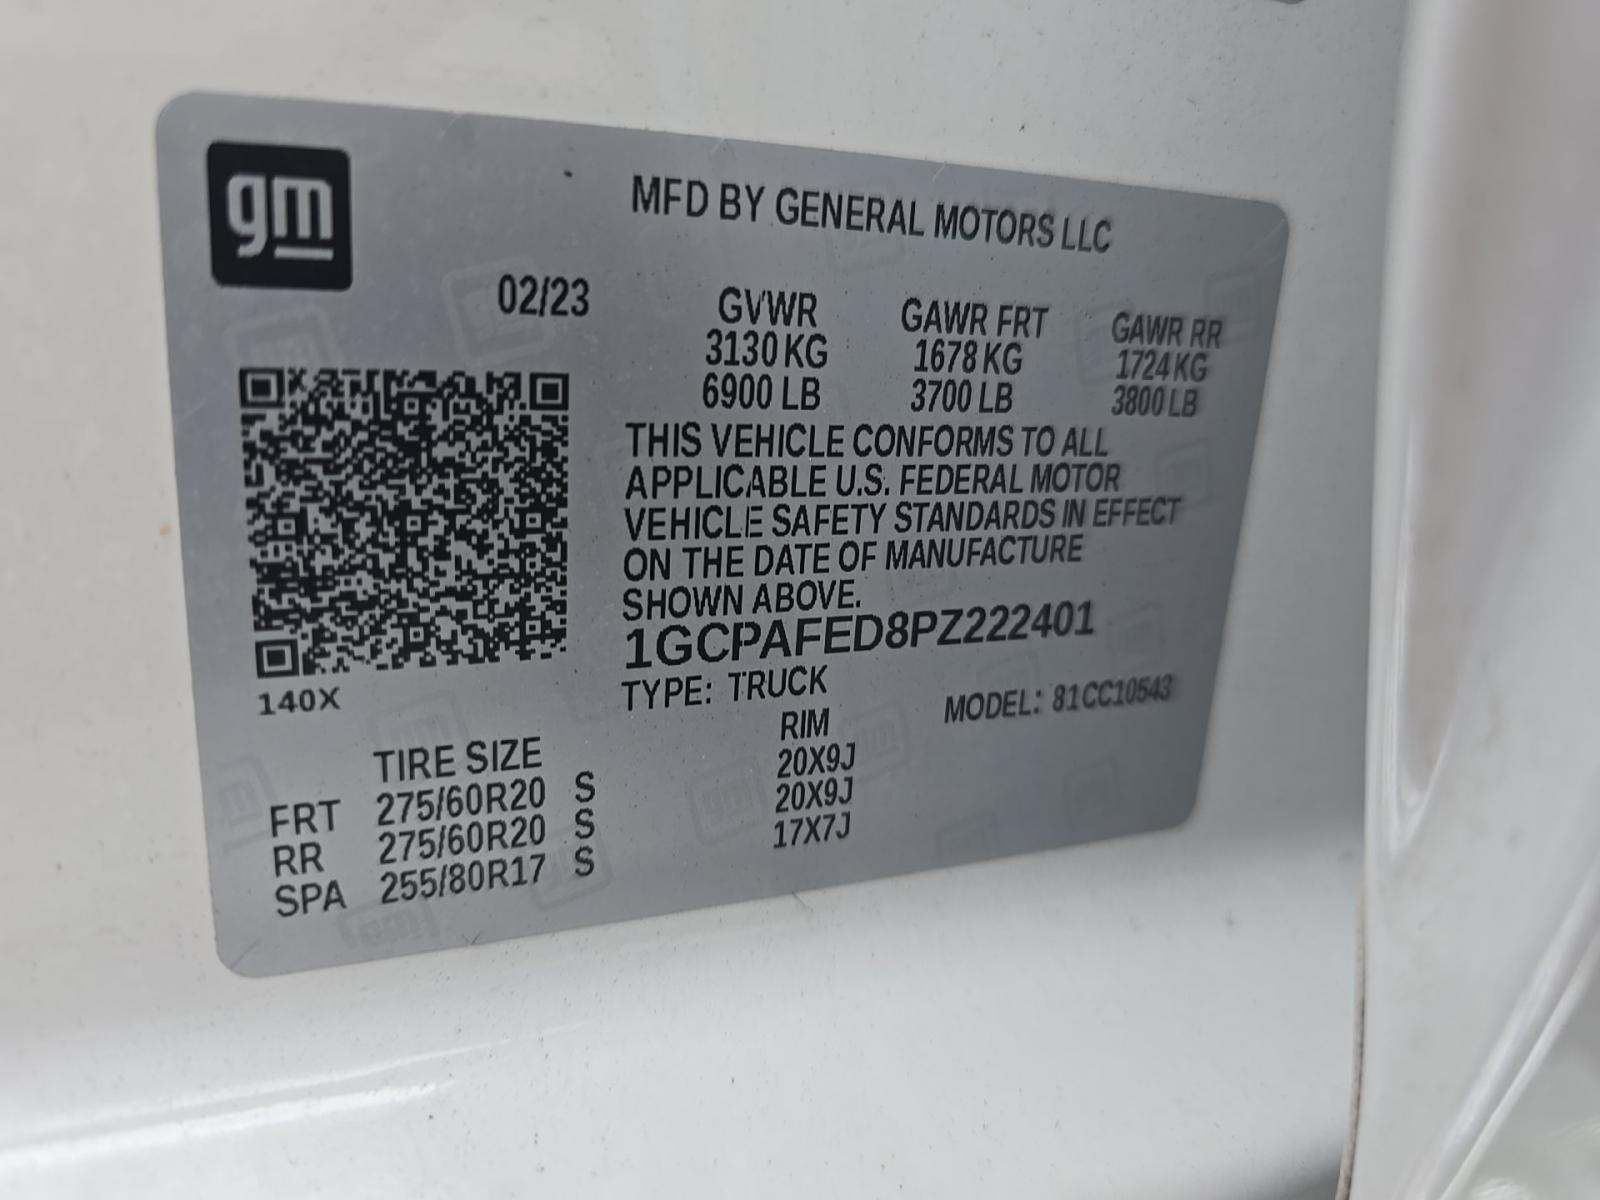 gm
MFD BY GENERAL MOTORS LLC
02/23
GVWR GAWR FRT GAWR RR
3130 KG 1678 KG 1724 KG
6900 LB 3700 LB 3800 LB
THIS VEHICLE CONFORMS TO ALL
APPLICABLE U.S. FEDERAL MOTOR
VEHICLE SAFETY STANDARDS IN EFFECT
ON THE DATE OF MANUFACTURE
SHOWN ABOVE.
1GCPAFED8PZ222401
140X
TYPE: TRUCK MODEL: 81CC10543
TIRE SIZE RIM
FRT 275/60R20 S 20X9J
RR 275/60R20 S 20X9J
SPA 255/80R17 S 17X7J